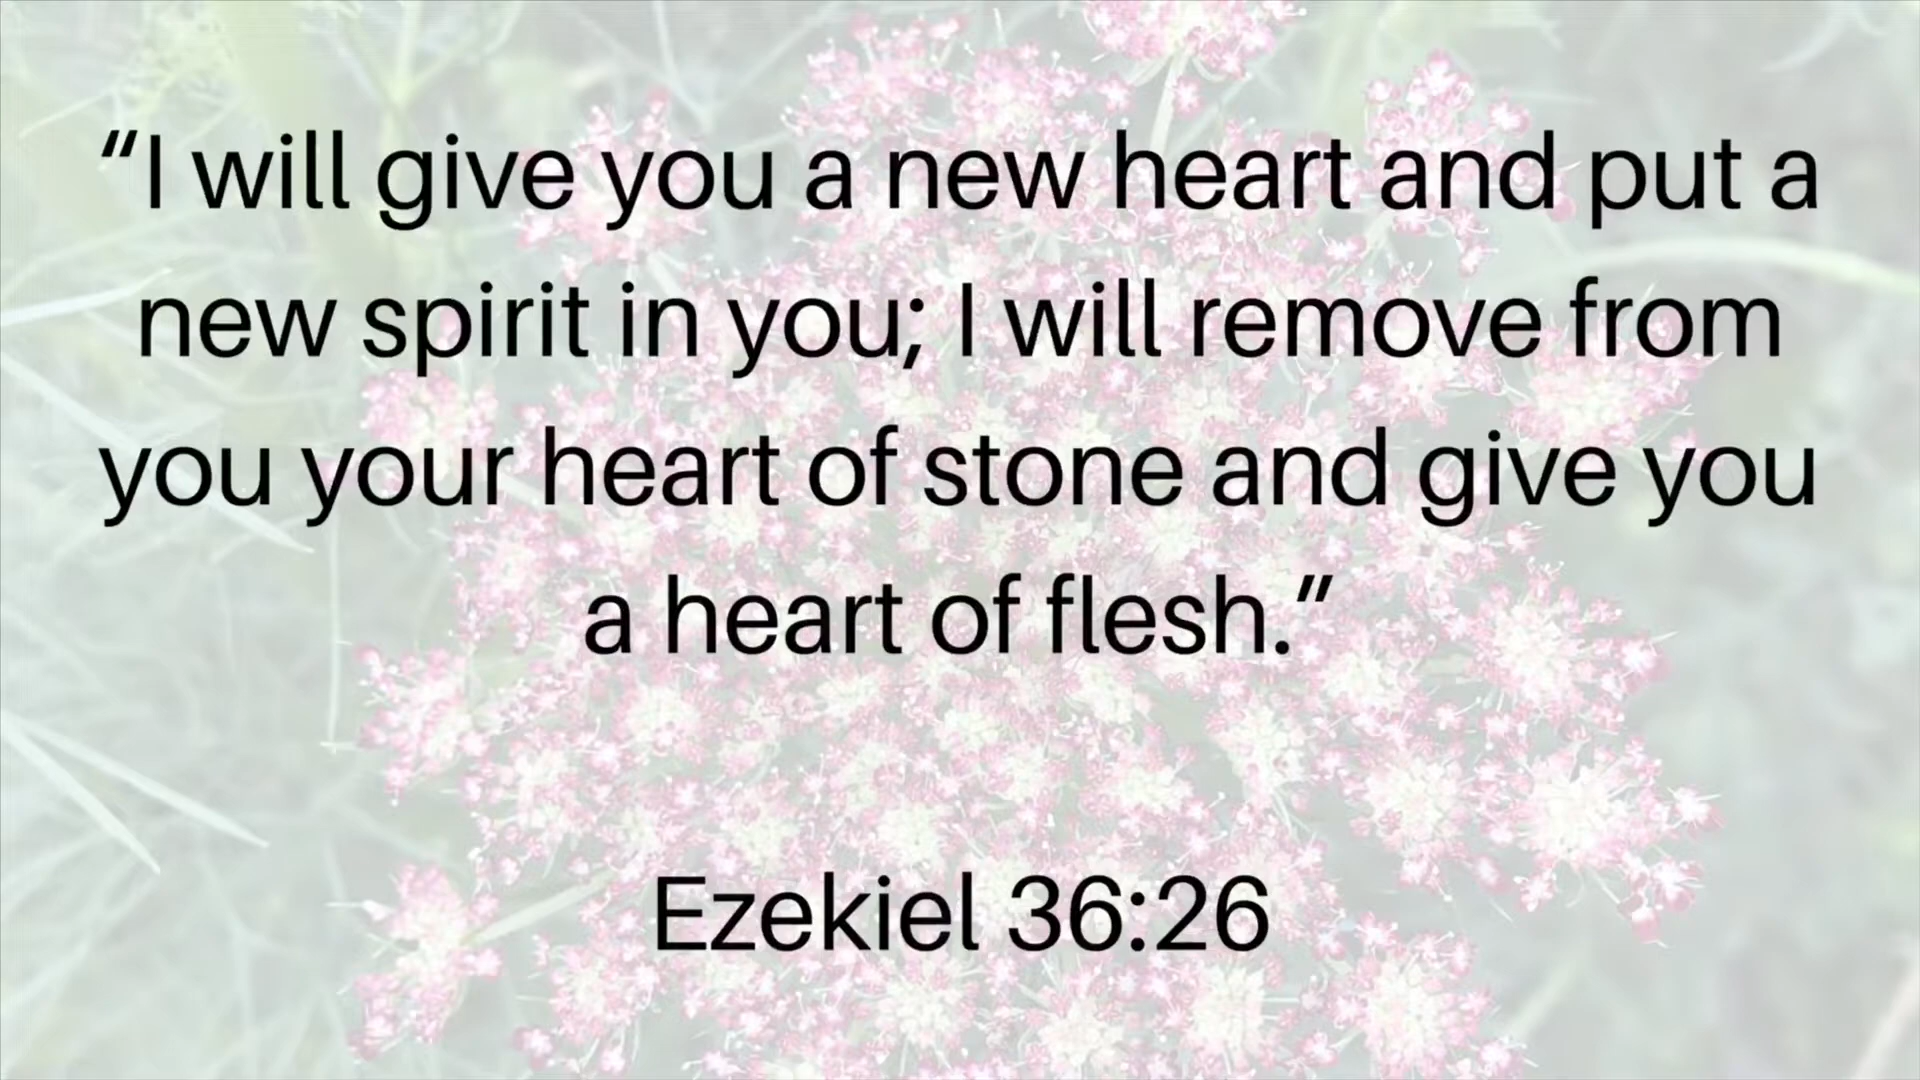 “I will give you a new heart and put a
new spirit in you; I will remove from
you your heart of stone and give you
a heart of flesh.”
Ezekiel 36:26